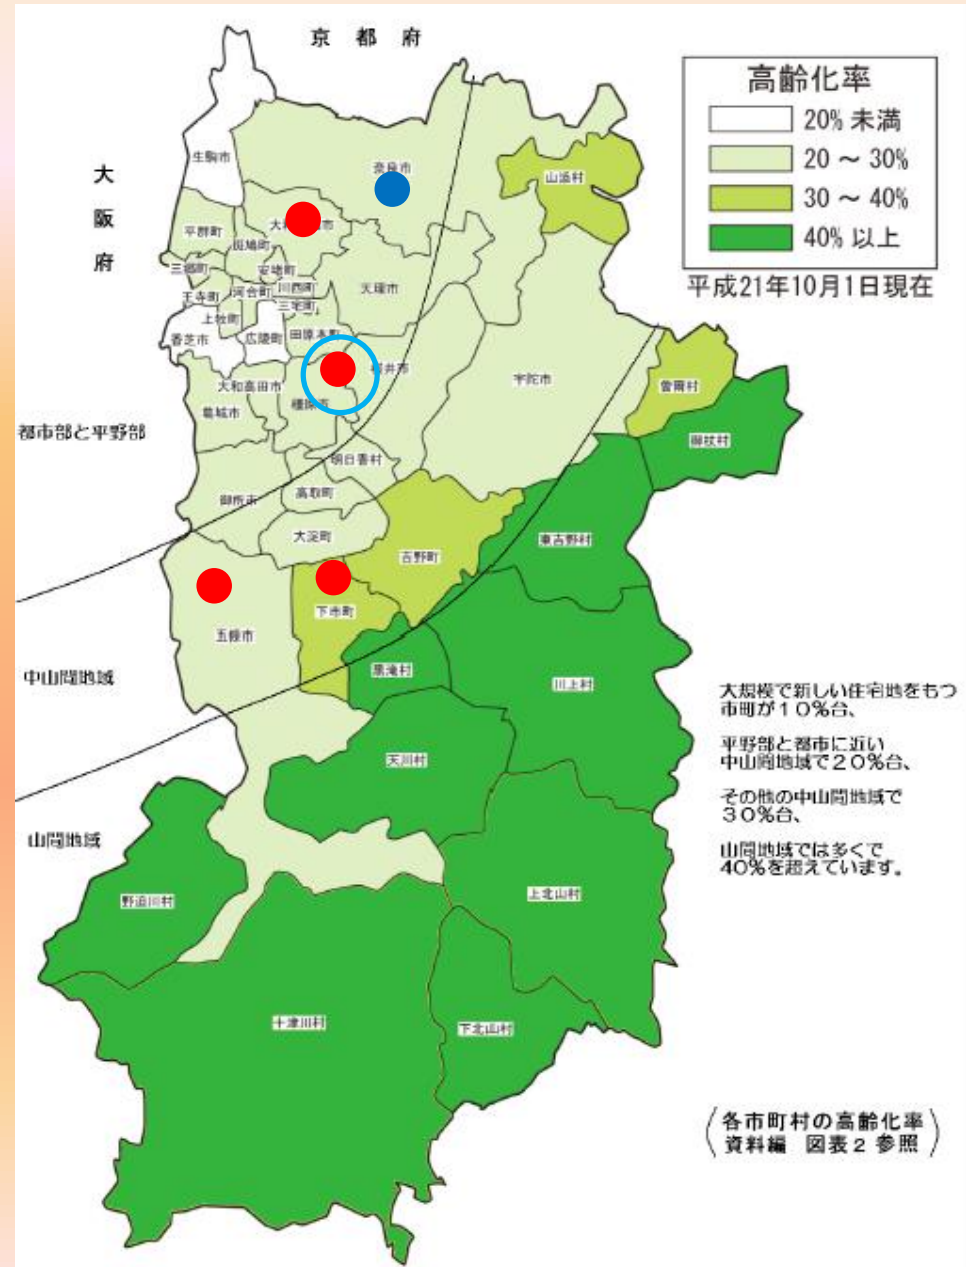 京都府
高齢化率
20%未満
20～30%
30～40%
40%以上
平成21年10月1日現在
大阪府
生駒市
奈良市
山添村
平群町
斑鳩町
安堵町
三郷町
川西町
天理市
王寺町
河合町
三宅町
上牧町
香芝市
広陵町
田原本町
桜井市
宇陀市
曽爾村
大和高田市
葛城市
橿原市
御杖村
都市部と平野部
明日香村
御所市
高取町
大淀町
吉野町
東吉野村
下市町
五條市
黒滝村
川上村
中山間地域
大規模で新しい住宅地をもつ
市町が１０%台、
平野部と都市に近い
中山間地域で２０%台、
その他の中山間地域で
３０%台、
山間地域では多くで
40%を超えています。
天川村
山間地域
野迫川村
上北山村
十津川村
下北山村
各市町村の高齢化率
資料編 図表２参照